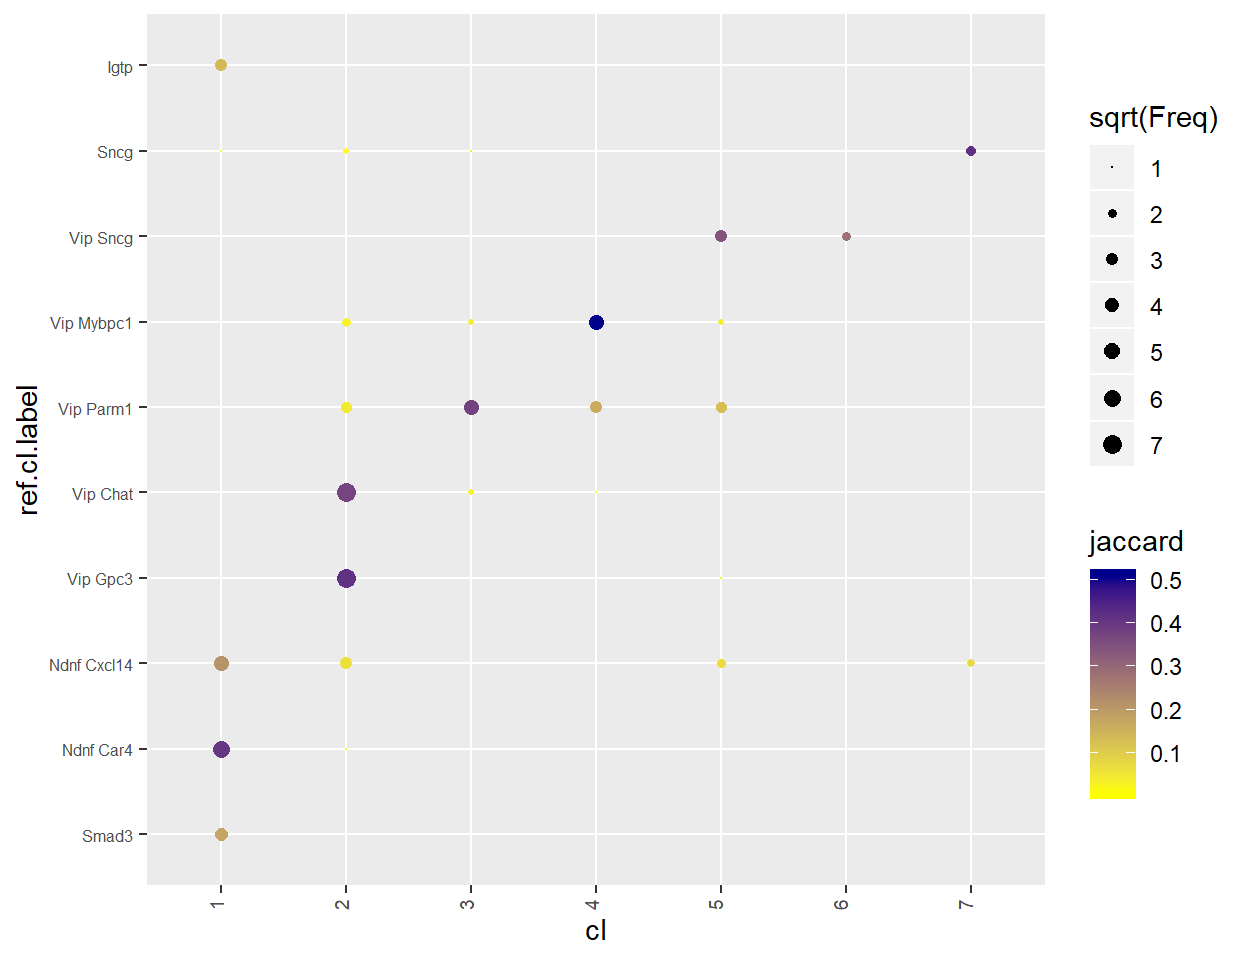 Igtp
Sncg
Vip Sncg
Vip Mybpc1
Vip Parm1
Vip Chat
Vip Gpc3
Ndnf Cxcl14
Ndnf Car4
Smad3
ref.cl.label
1 2 3 4 5 6 7
cl
sqrt(Freq)
1
2
3
4
5
6
7
jaccard
0.5
0.4
0.3
0.2
0.1